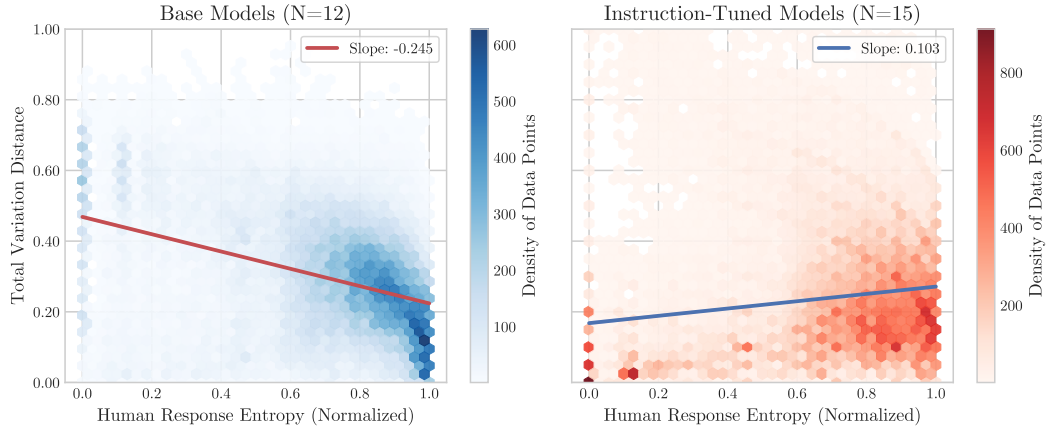 Base Models (N=12)
Slope: -0.245
1.00
0.80
0.60
0.40
0.20
0.00
Total Variation Distance
0.0 0.2 0.4 0.6 0.8 1.0
Human Response Entropy (Normalized)
600
500
400
300
200
100
Density of Data Points
Instruction-Tuned Models (N=15)
Slope: 0.103
0.0 0.2 0.4 0.6 0.8 1.0
Human Response Entropy (Normalized)
800
600
400
200
Density of Data Points